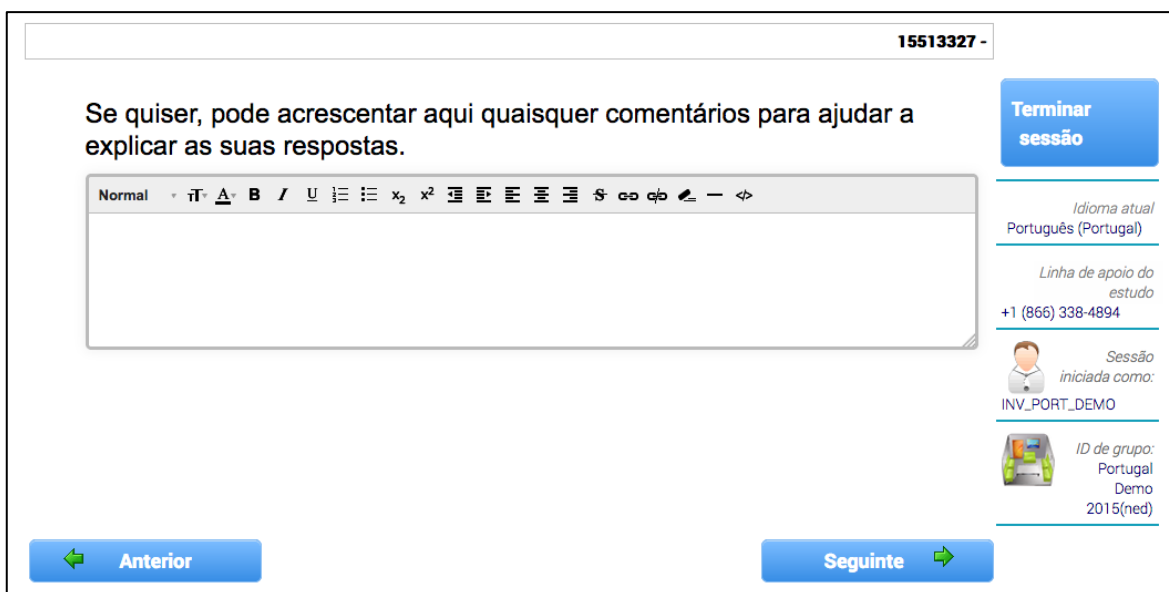 15513327 -
Se quiser, pode acrescentar aqui quaisquer comentários para ajudar a
explicar as suas respostas.
Normal
Terminar
sessão
Idioma atual
Português (Portugal)
Linha de apoio do
estudo
+1 (866) 338-4894
Sessão
iniciada como:
INV_PORT_DEMO
ID de grupo:
Portugal
Demo
2015(ned)
Anterior
Seguinte